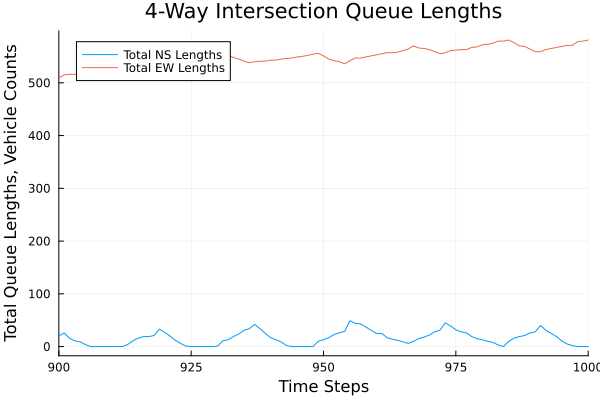 4-Way Intersection Queue Lengths
Total NS Lengths
Total EW Lengths
Total Queue Lengths, Vehicle Counts
500
400
300
200
100
0
900 925 950 975 1000
Time Steps